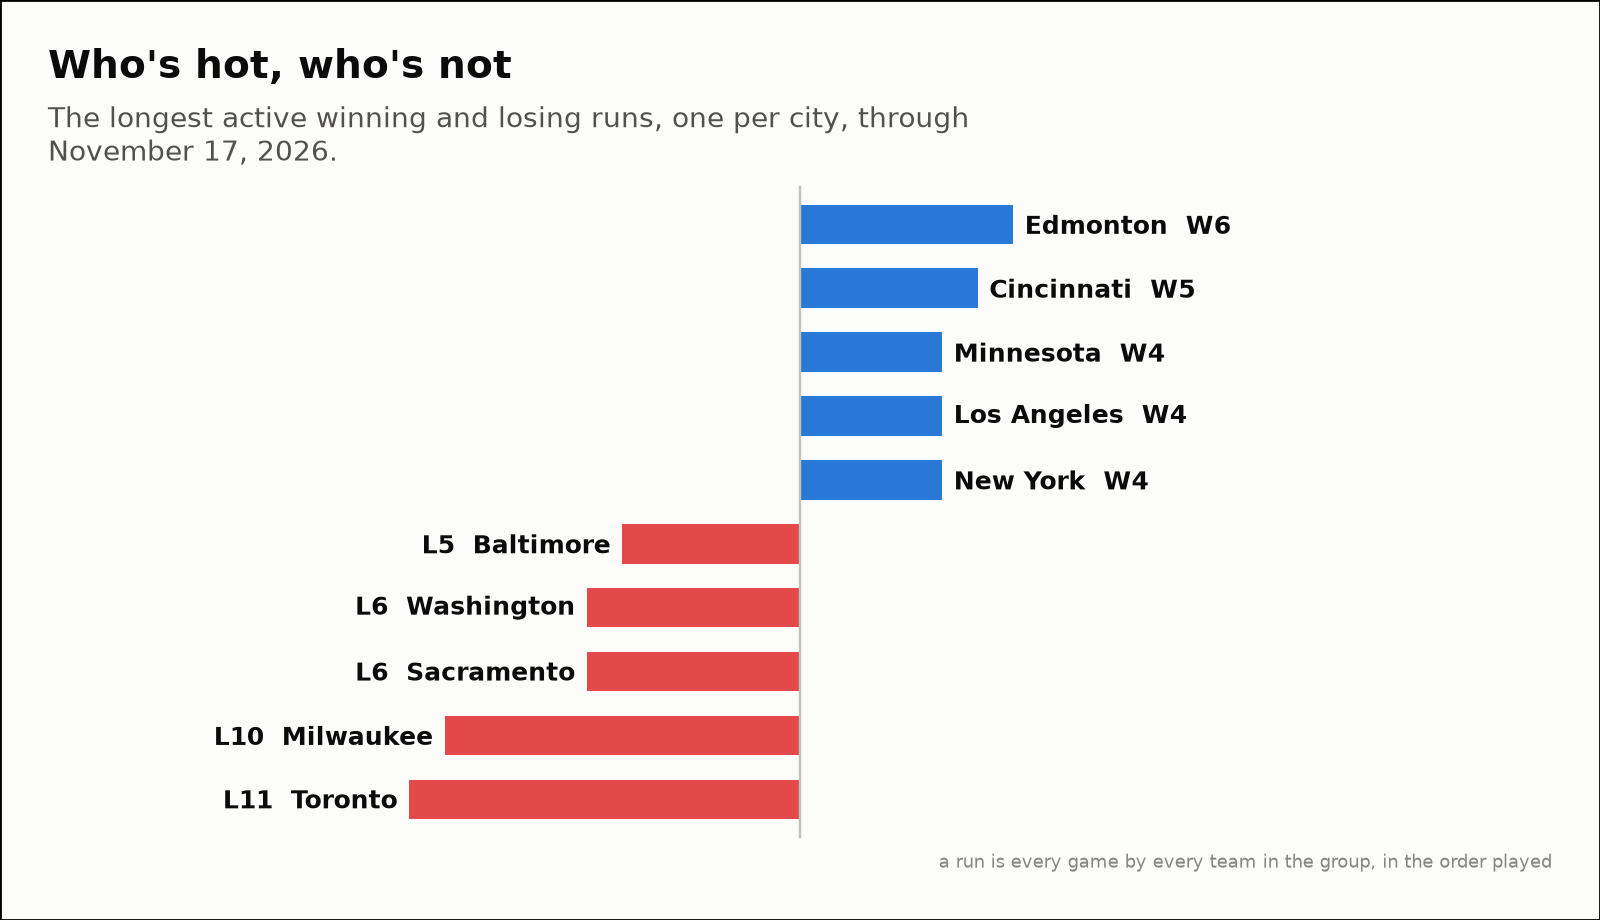 Who's hot, who's not
The longest active winning and losing runs, one per city, through
November 17, 2026.
Edmonton W6
Cincinnati W5
Minnesota W4
Los Angeles W4
New York W4
L5 Baltimore
L6 Washington
L6 Sacramento
L10 Milwaukee
L11 Toronto
a run is every game by every team in the group, in the order played